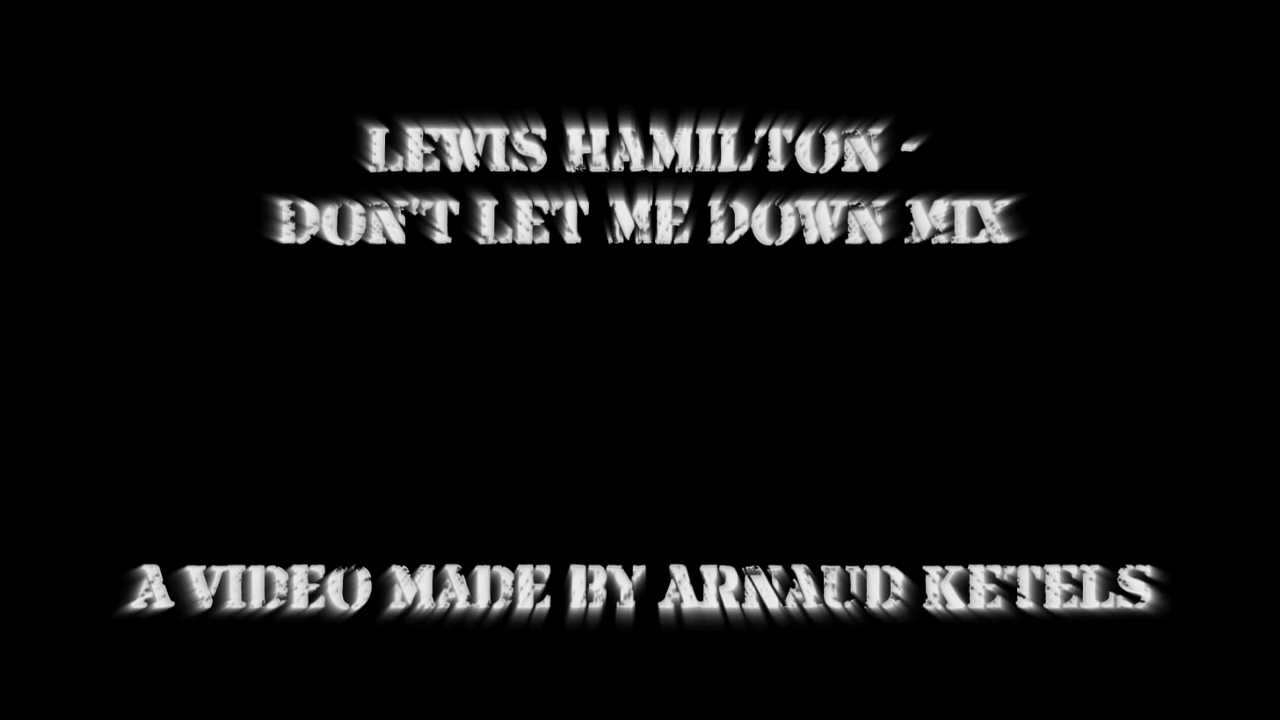 LEWIS HAMILTON -
DON'T LET ME DOWN MIX
A VIDEO MADE BY ARNAUD KETELS